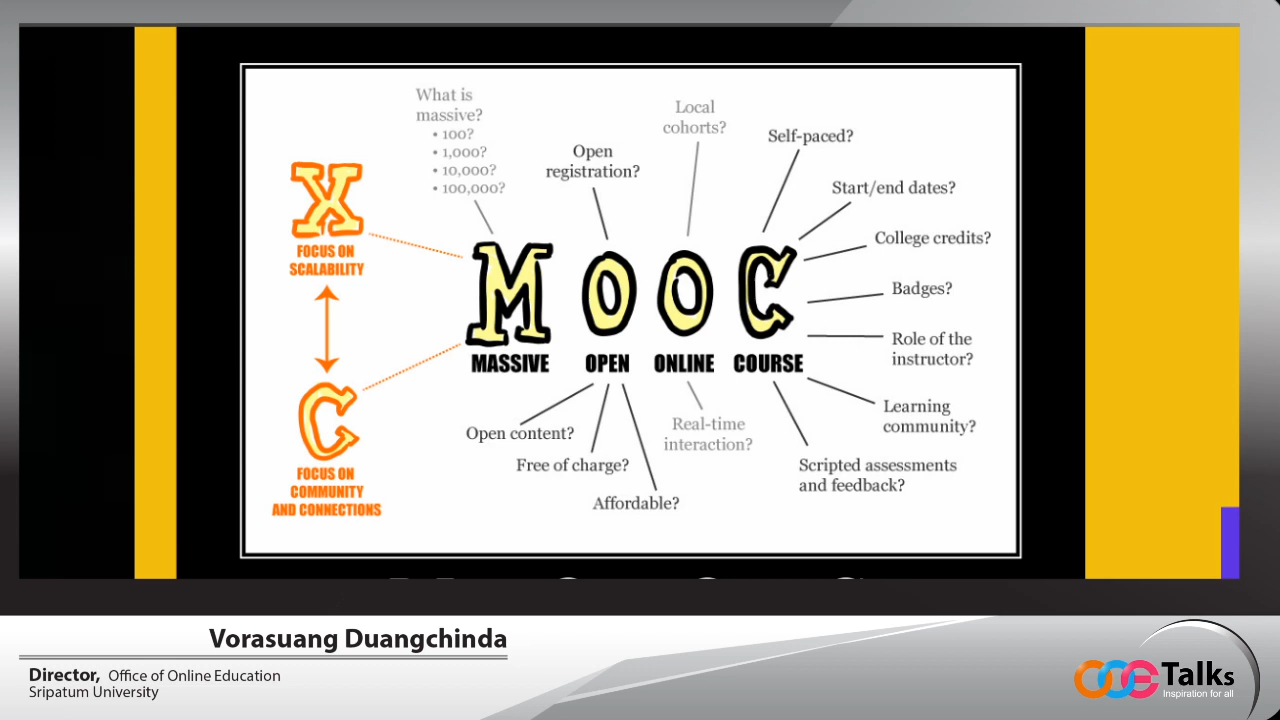 What is
massive?
• 100?
• 1,000?
• 10,000?
• 100,000?
Open
registration?
Local
cohorts?
Self-paced?
Start/end dates?
College credits?
Badges?
Role of the
instructor?
Learning
community?
Scripted assessments
and feedback?
X
FOCUS ON
SCALABILITY
C
FOCUS ON
COMMUNITY
AND CONNECTIONS
MOOC
MASSIVE OPEN ONLINE COURSE
Open content?
Free of charge?
Affordable?
Real-time
interaction?
Vorasuang Duangchinda
Director, Office of Online Education
Sripatum University
OOE Talks
Inspiration for all